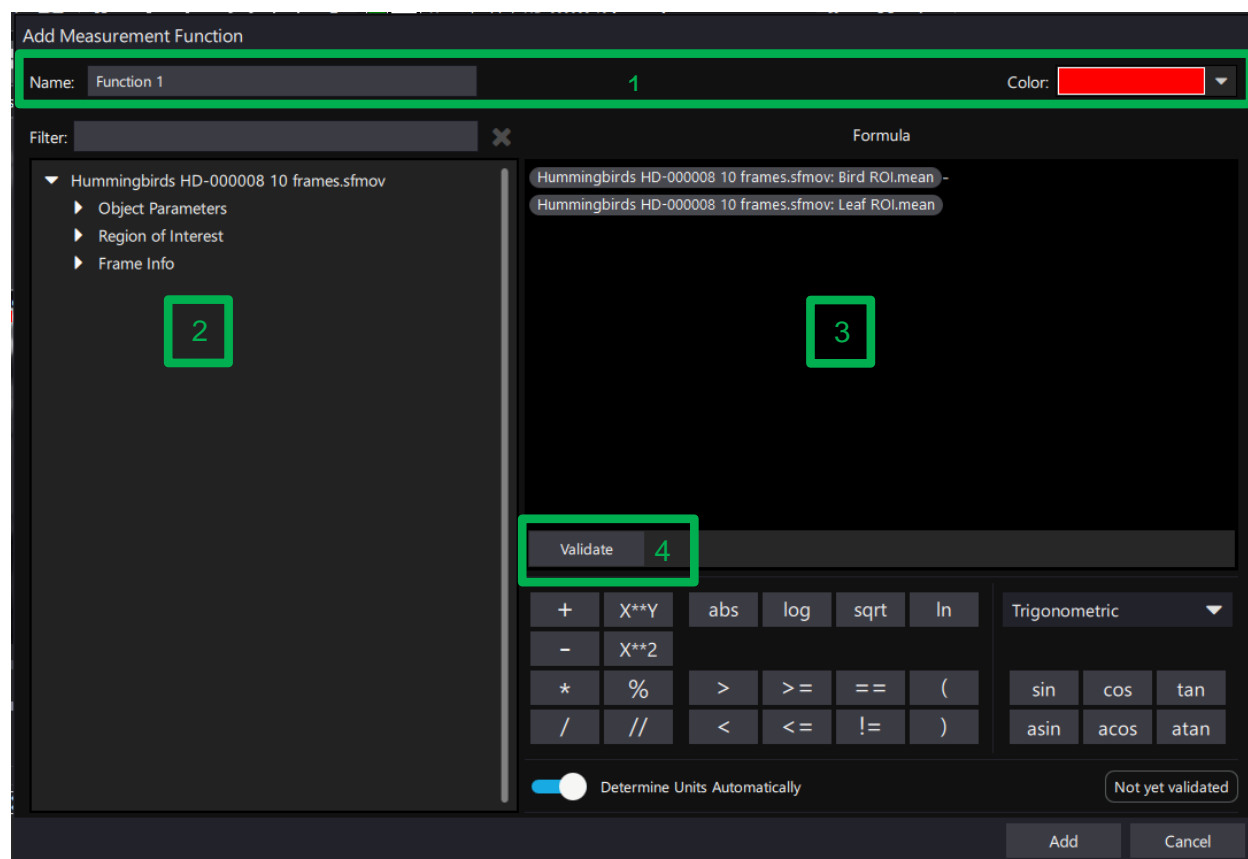 Add Measurement Function
Name: Function 1 1 Color:
Filter: Formula
Hummingbirds HD-000008 10 frames.sfmov
Object Parameters
Region of Interest
Frame Info
2
Hummingbirds HD-000008 10 frames.sfmov: Bird ROI.mean -
Hummingbirds HD-000008 10 frames.sfmov: Leaf ROI.mean
3
Validate 4
+ X**Y abs log sqrt ln Trigonometric
- X**2
* % > >= == ( sin cos tan
/ // < <= != ) asin acos atan
Determine Units Automatically Not yet validated
Add Cancel